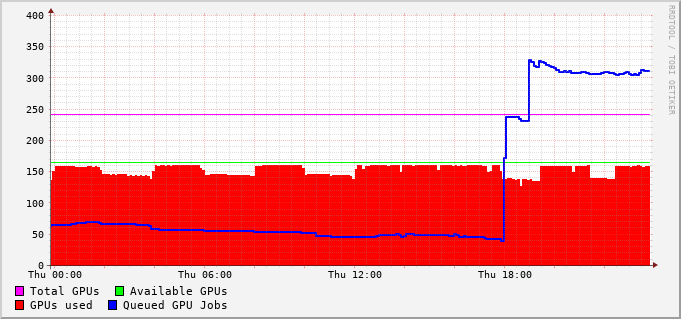 400
350
300
250
200
150
100
50
0
Thu 00:00 Thu 06:00 Thu 12:00 Thu 18:00
Total GPUs Available GPUs
GPUs used Queued GPU Jobs
RRDTOOL / TOBI OETIKER